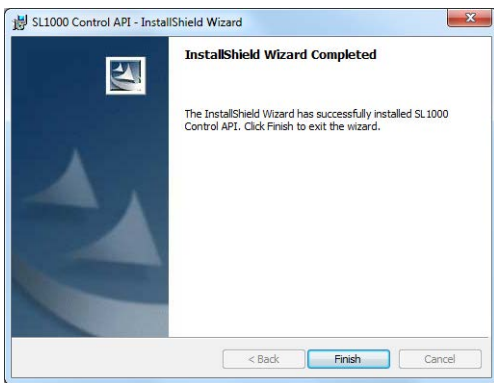 SL1000 Control API - InstallShield Wizard
InstallShield Wizard Completed
The InstallShield Wizard has successfully installed SL1000
Control API. Click Finish to exit the wizard.
< Back Finish Cancel